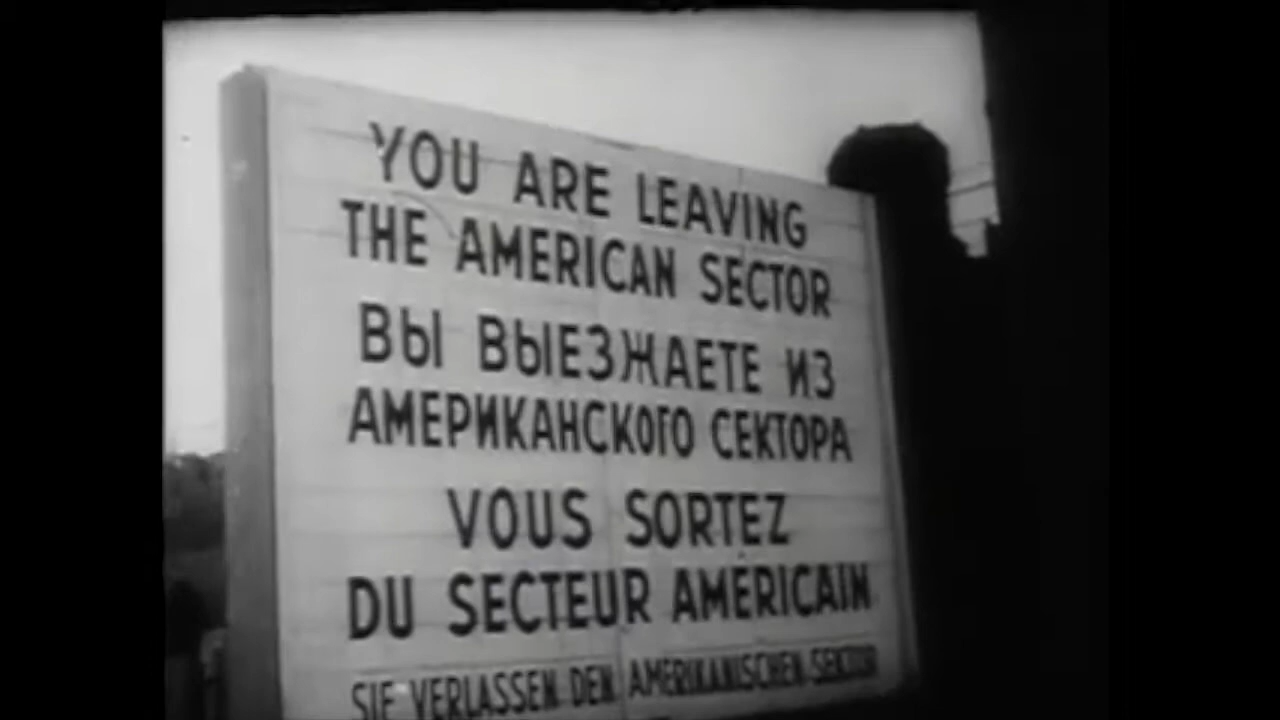 YOU ARE LEAVING
THE AMERICAN SECTOR
ВЫ ВЫЕЗЖАЕТЕ ИЗ
АМЕРИКАНСКОГО СЕКТОРА
VOUS SORTEZ
DU SECTEUR AMÉRICAIN
SIE VERLASSEN DEN AMERIKANISCHEN SEKTOR